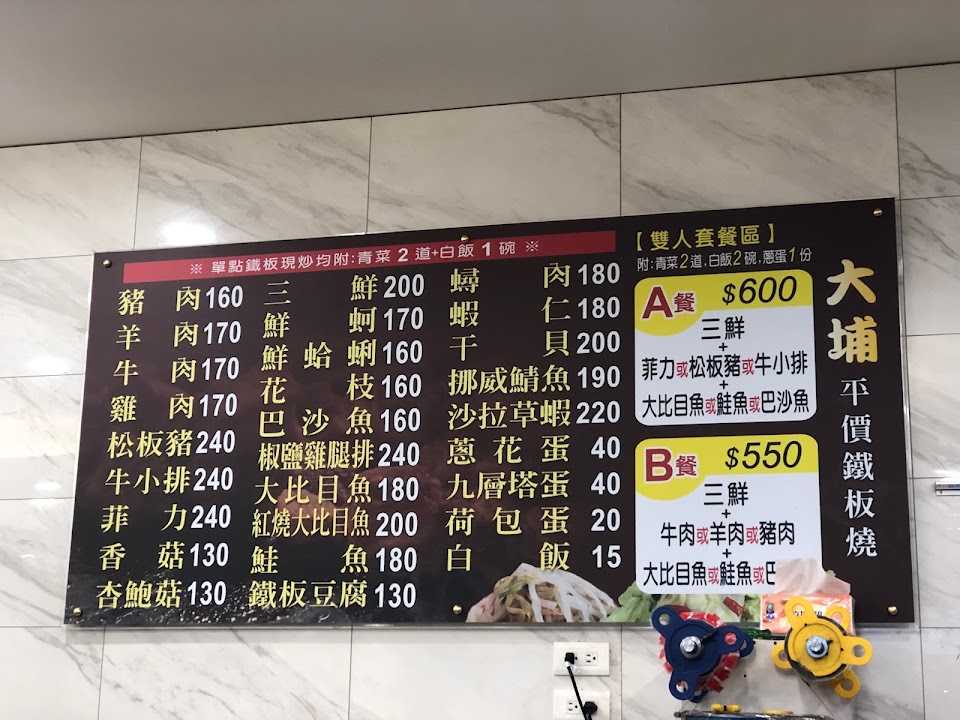 ※ 單點鐵板現炒均附:青菜 2 道+白飯 1 碗 ※
豬肉 160
羊肉 170
牛肉 170
雞肉 170
松板豬 240
牛小排 240
菲力 240
香菇 130
杏鮑菇 130
三鮮 200
鮮蚵 170
鮮蛤蜊 160
花枝 160
巴沙魚 160
椒鹽雞腿排 240
大比目魚 180
紅燒大比目魚 200
鮭魚 180
鐵板豆腐 130
蟳肉 180
蝦仁 180
干貝 200
挪威鯖魚 190
沙拉草蝦 220
蔥花蛋 40
九層塔蛋 40
荷包蛋 20
白飯 15
【雙人套餐區】
附:青菜2道,白飯2碗,蔥蛋1份
A餐 $600
三鮮
+
菲力或松板豬或牛小排
+
大比目魚或鮭魚或巴沙魚
B餐 $550
三鮮
+
牛肉或羊肉或豬肉
+
大比目魚或鮭魚或巴
大埔
平價鐵板燒